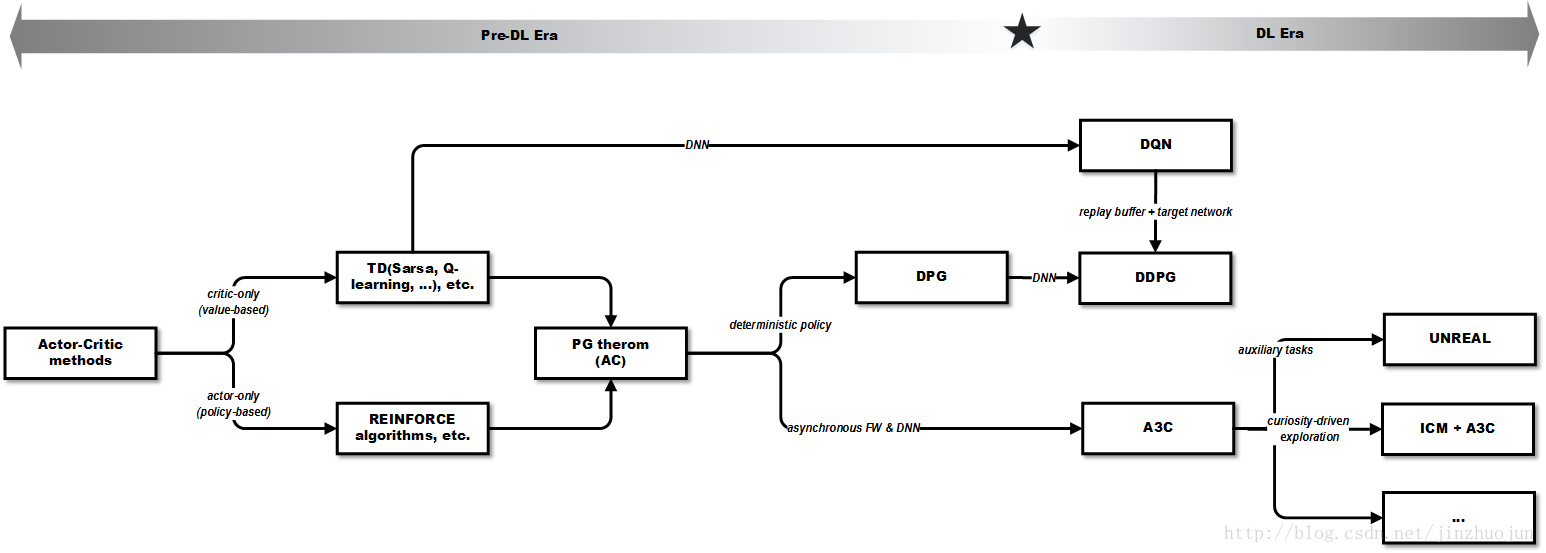 Pre-DL Era
DL Era
DNN
DQN
replay buffer + target network
TD(Sarsa, Q-
learning, ...), etc.
DPG
DNN
DDPG
critic-only
(value-based)
deterministic policy
Actor-Critic
methods
PG therom
(AC)
auxiliary tasks
UNREAL
actor-only
(policy-based)
REINFORCE
algorithms, etc.
asynchronous FW & DNN
A3C
curiosity-driven
exploration
ICM + A3C
...
http://blog.csdn.net/jinzhuojun